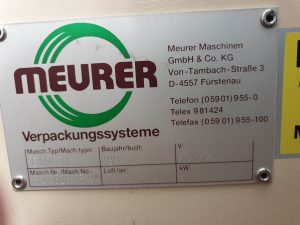 MEURER
Verpackungssysteme
Meurer Maschinen
GmbH & Co. KG
Von-Tambach-Straße 3
D-4557 Fürstenau
Telefon (05901) 955-0
Telex 981424
Telefax (05901) 955-100
Masch.Typ/Mach.type: Baujahr/built: V:
Masch.Nr./Mach.No. Luft/air: kW: